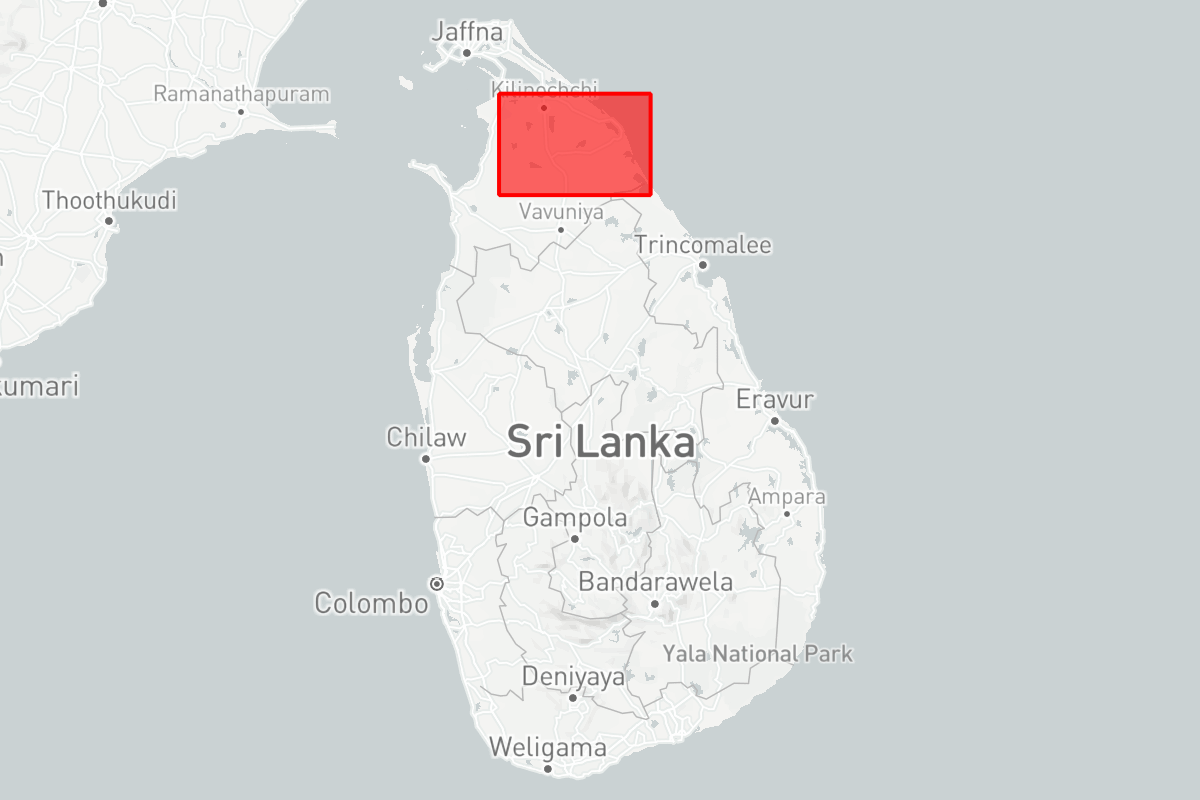 Jaffna
Kilinochchi
Ramanathapuram
Thoothukudi
Vavuniya
Trincomalee
kumari
Eravur
Chilaw
Sri Lanka
Ampara
Gampola
Bandarawela
Colombo
Yala National Park
Deniyaya
Weligama